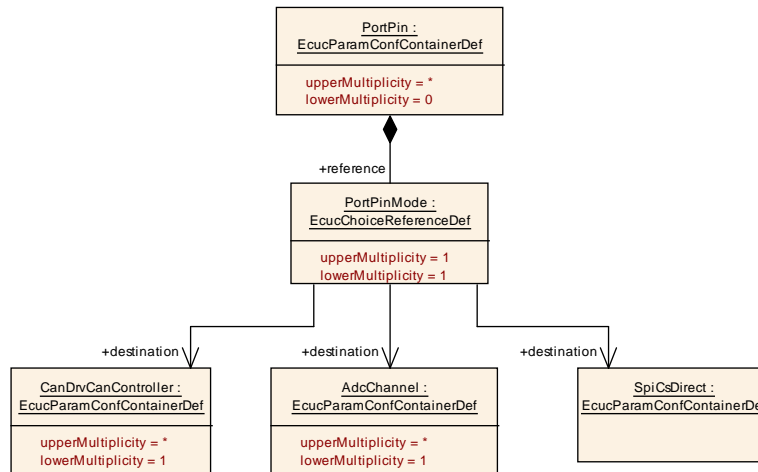 PortPin :
EcucParamConfContainerDef
upperMultiplicity = *
lowerMultiplicity = 0
+reference
PortPinMode :
EcucChoiceReferenceDef
upperMultiplicity = 1
lowerMultiplicity = 1
+destination
+destination
+destination
CanDrvCanController :
EcucParamConfContainerDef
upperMultiplicity = *
lowerMultiplicity = 1
AdcChannel :
EcucParamConfContainerDef
upperMultiplicity = *
lowerMultiplicity = 1
SpiCsDirect :
EcucParamConfContainerDe